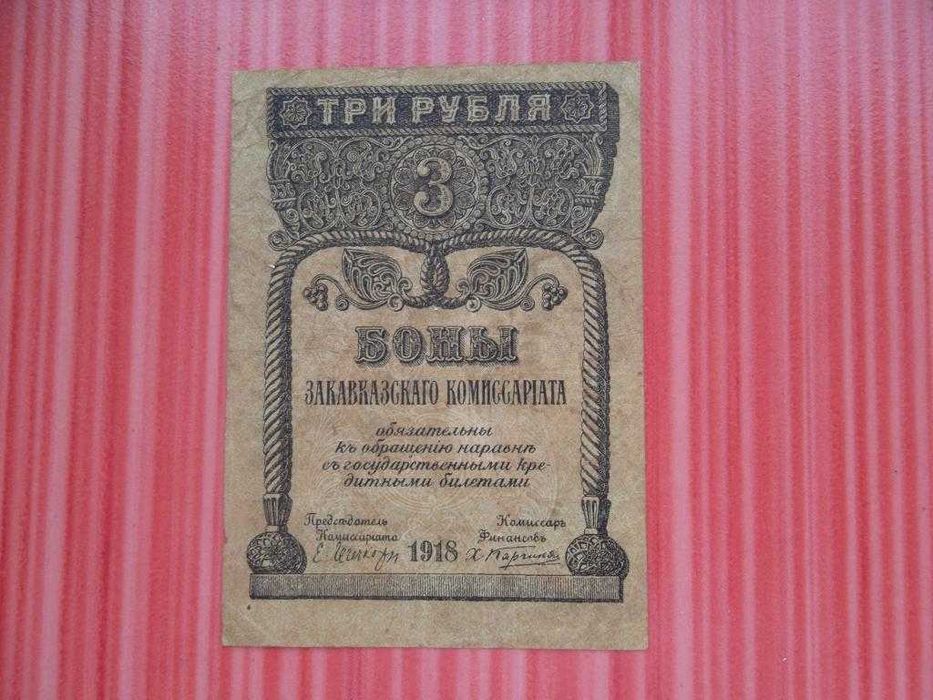 ТРИ РУБЛЯ
3
БОНЫ
ЗАКАВКАЗСКАГО КОМИССАРІАТА
обязательны
къ обращенію наравнѣ
съ государственными кре-
дитными билетами
Предсѣдатель Комиссаръ
Комиссаріата Финансовъ
1918